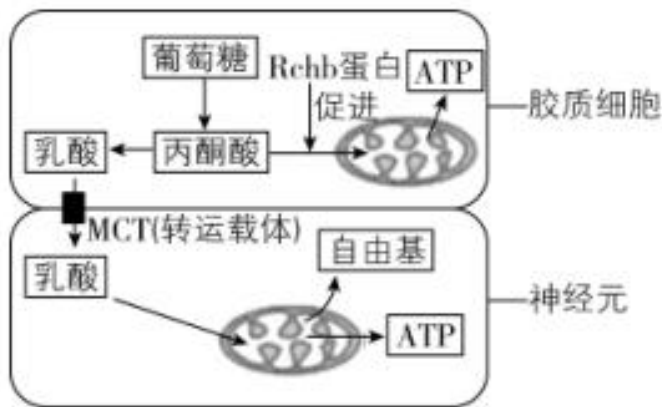 葡萄糖
Rchb蛋白
促进
ATP
胶质细胞
乳酸
丙酮酸
MCT(转运载体)
乳酸
自由基
ATP
神经元